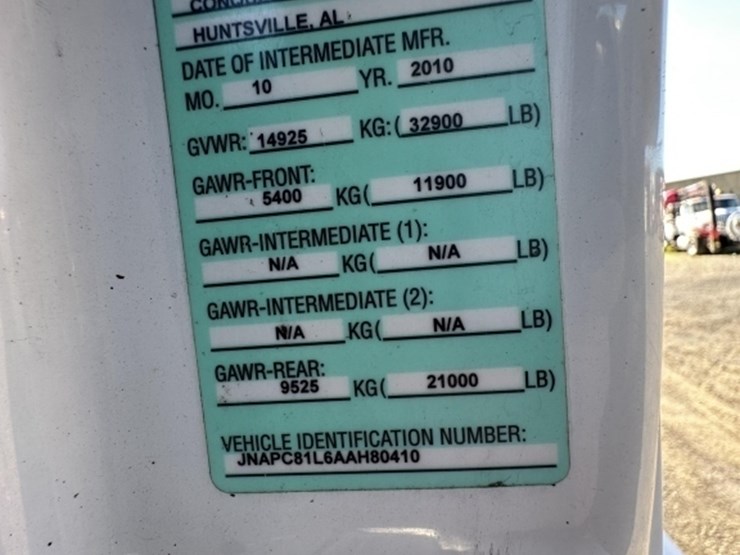 HUNTSVILLE, AL
DATE OF INTERMEDIATE MFR.
MO. 10 YR. 2010
GVWR: 14925 KG: ( 32900 LB)
GAWR-FRONT:
5400 KG ( 11900 LB)
GAWR-INTERMEDIATE (1):
N/A KG ( N/A LB)
GAWR-INTERMEDIATE (2):
N/A KG ( N/A LB)
GAWR-REAR:
9525 KG ( 21000 LB)
VEHICLE IDENTIFICATION NUMBER:
JNAPC81L6AAH80410